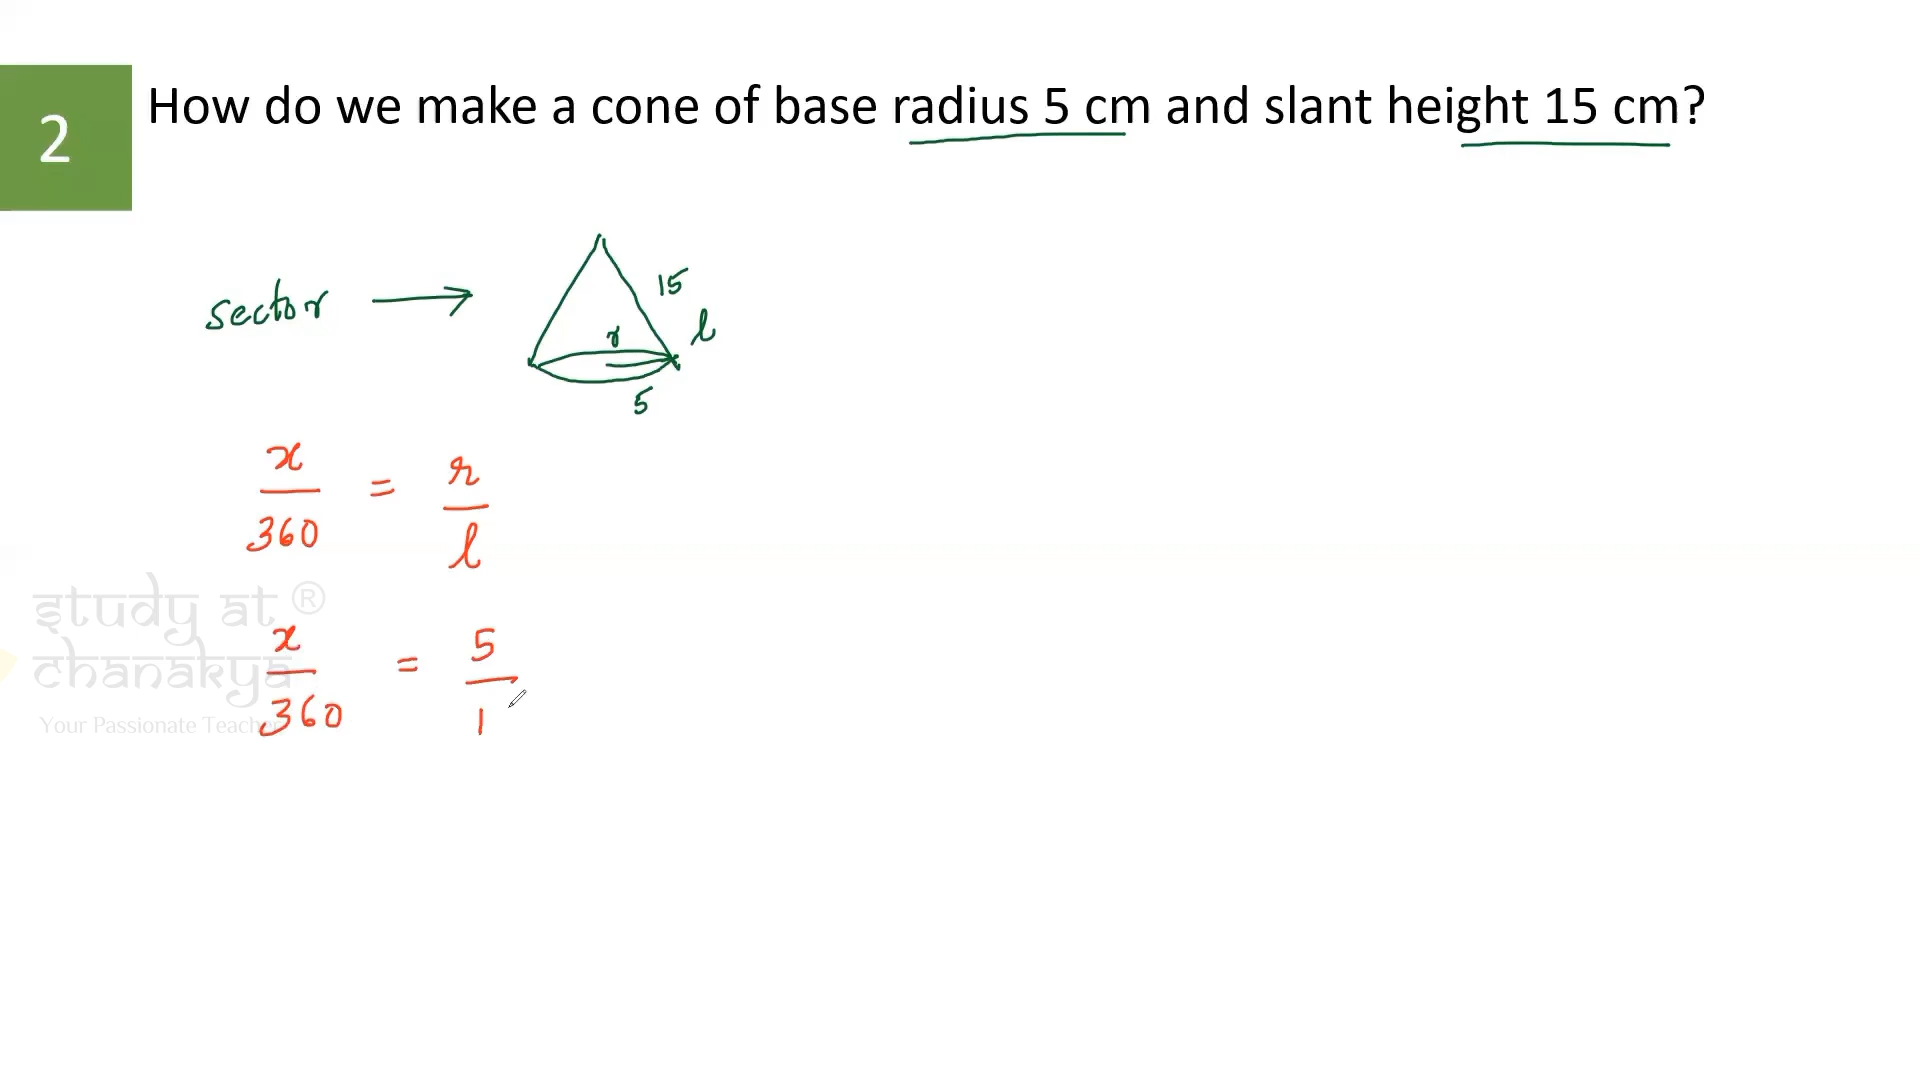 2
How do we make a cone of base radius 5 cm and slant height 15 cm?
sector
15
r
l
5
x/360 = r/l
study at ®
chanakya
Your Passionate Teacher
x/360 = 5/1